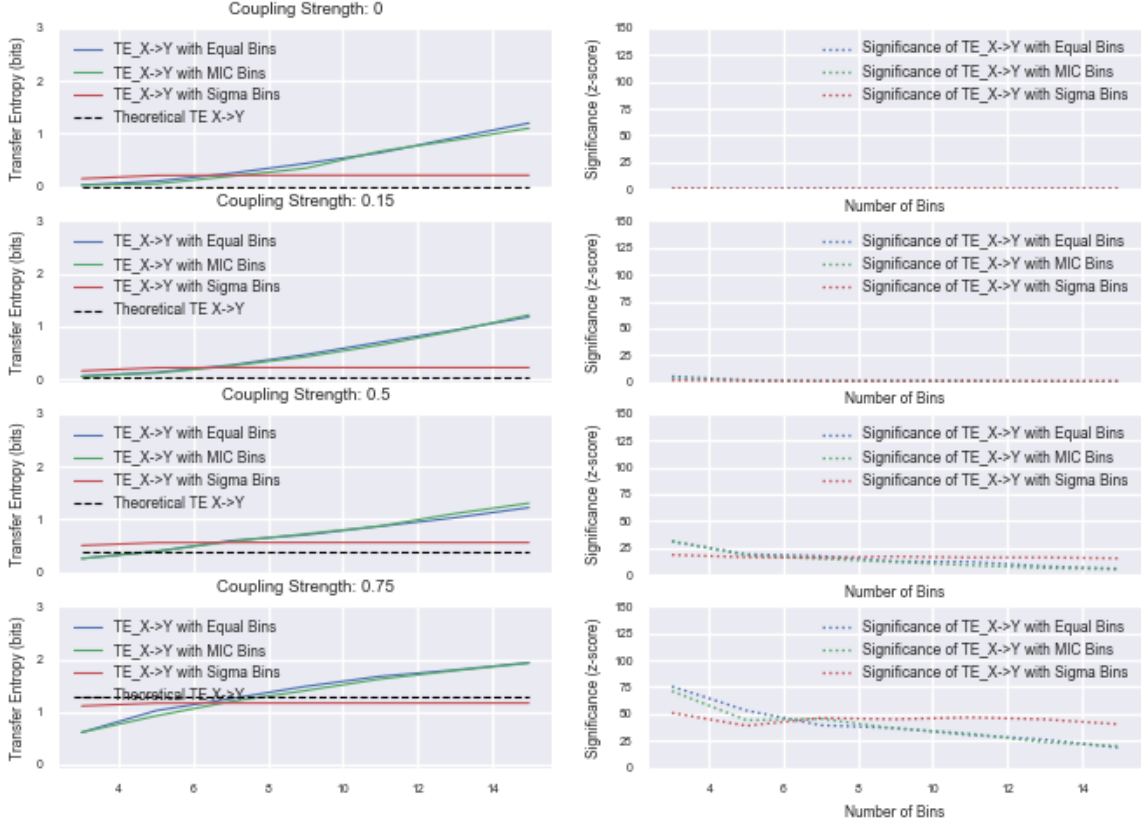 Coupling Strength: 0
Transfer Entropy (bits)
3
2
1
0
TE_X->Y with Equal Bins
TE_X->Y with MIC Bins
TE_X->Y with Sigma Bins
Theoretical TE X->Y
Significance (z-score)
150
125
100
75
50
25
0
Significance of TE_X->Y with Equal Bins
Significance of TE_X->Y with MIC Bins
Significance of TE_X->Y with Sigma Bins
Number of Bins
Coupling Strength: 0.15
Transfer Entropy (bits)
3
2
1
0
TE_X->Y with Equal Bins
TE_X->Y with MIC Bins
TE_X->Y with Sigma Bins
Theoretical TE X->Y
Significance (z-score)
150
125
100
75
50
25
0
Significance of TE_X->Y with Equal Bins
Significance of TE_X->Y with MIC Bins
Significance of TE_X->Y with Sigma Bins
Number of Bins
Coupling Strength: 0.5
Transfer Entropy (bits)
3
2
1
0
TE_X->Y with Equal Bins
TE_X->Y with MIC Bins
TE_X->Y with Sigma Bins
Theoretical TE X->Y
Significance (z-score)
150
125
100
75
50
25
0
Significance of TE_X->Y with Equal Bins
Significance of TE_X->Y with MIC Bins
Significance of TE_X->Y with Sigma Bins
Number of Bins
Coupling Strength: 0.75
Transfer Entropy (bits)
3
2
1
0
TE_X->Y with Equal Bins
TE_X->Y with MIC Bins
TE_X->Y with Sigma Bins
Theoretical TE X->Y
4 6 8 10 12 14
Significance (z-score)
150
125
100
75
50
25
0
Significance of TE_X->Y with Equal Bins
Significance of TE_X->Y with MIC Bins
Significance of TE_X->Y with Sigma Bins
4 6 8 10 12 14
Number of Bins